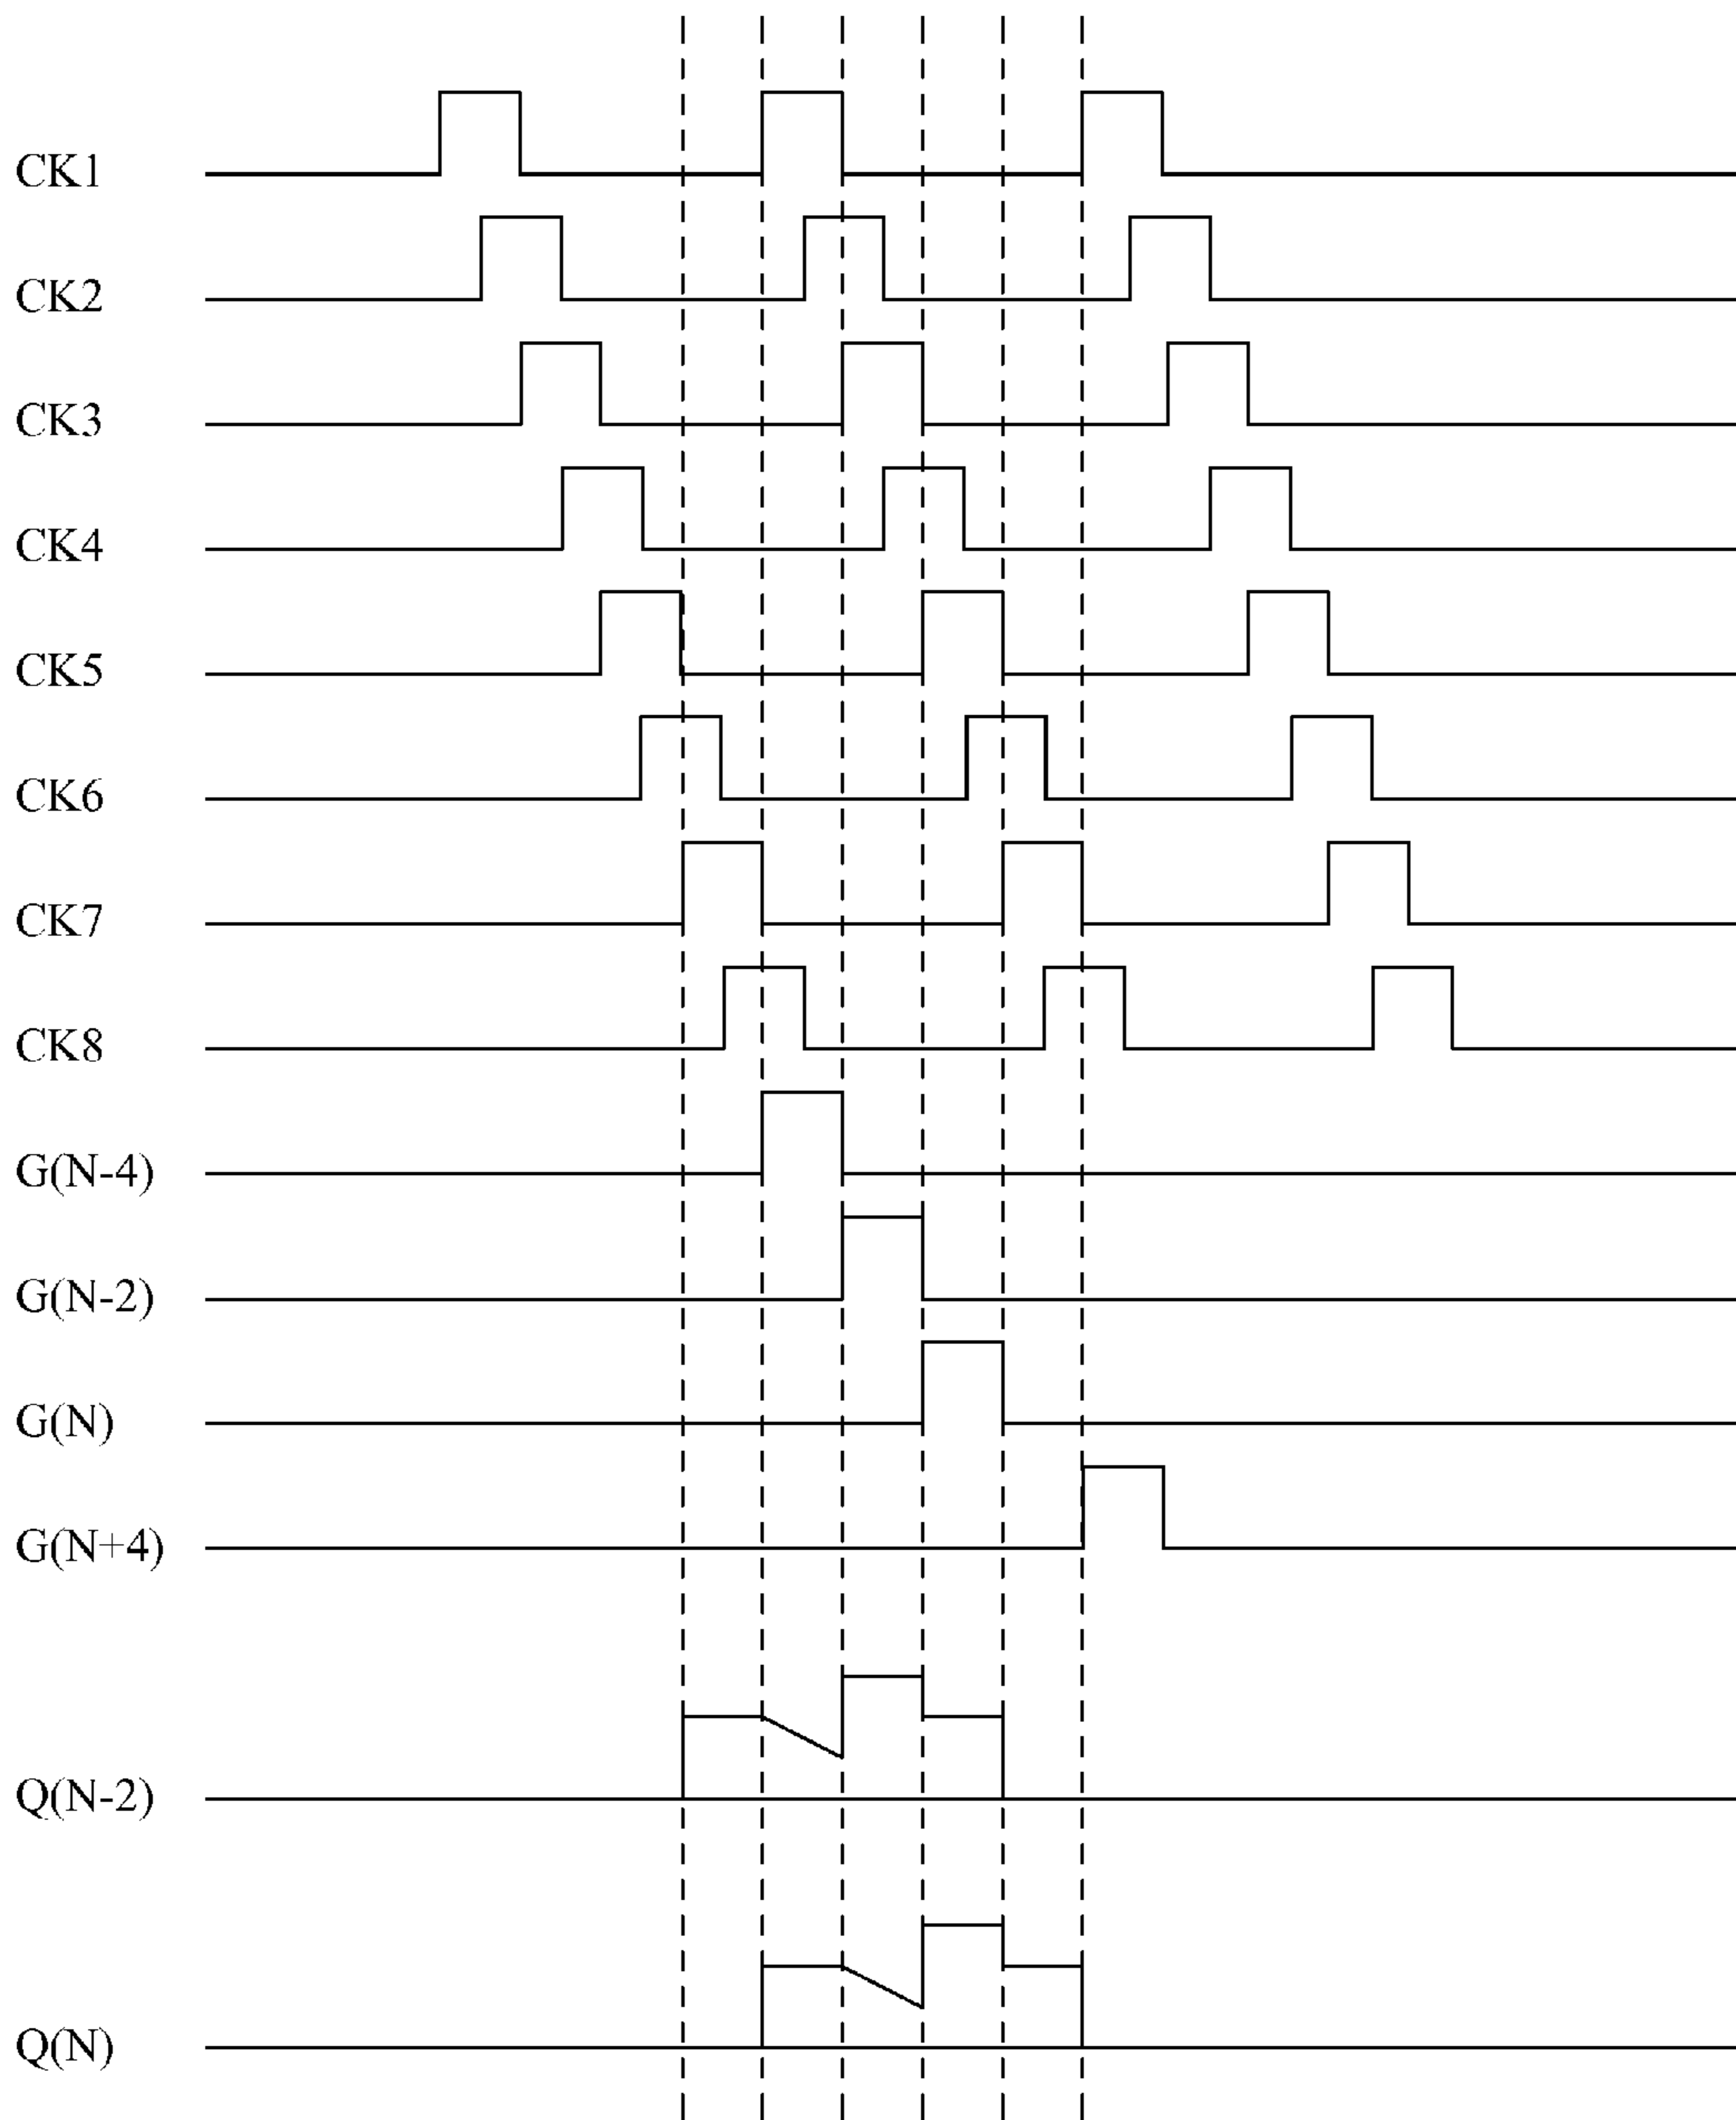 CK1
CK2
CK3
CK4
CK5
CK6
CK7
CK8
G(N-4)
G(N-2)
G(N)
G(N+4)
Q(N-2)
Q(N)